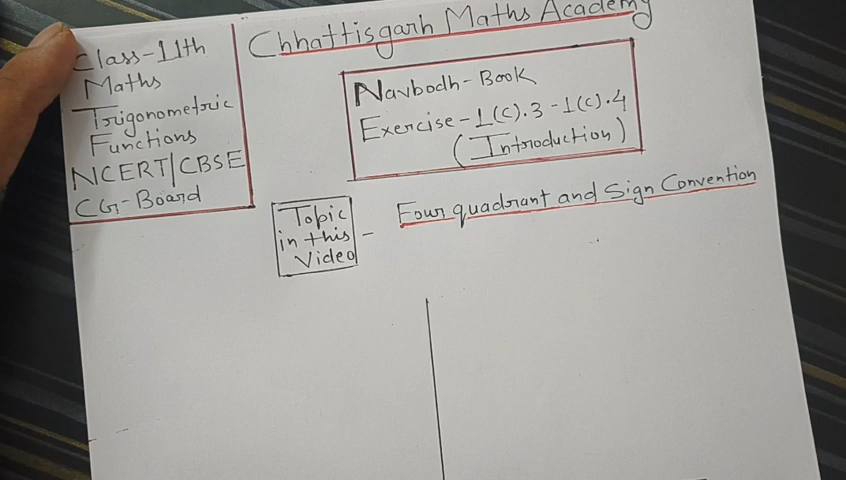 Class-11th
Maths
Trigonometric
Functions
NCERT/CBSE
CG-Board
Chhattisgarh Maths Academy
Navbodh-Book
Exercise-1(c).3-1(c).4
(Introduction)
Topic
in this
Video
- Four quadrant and Sign Convention